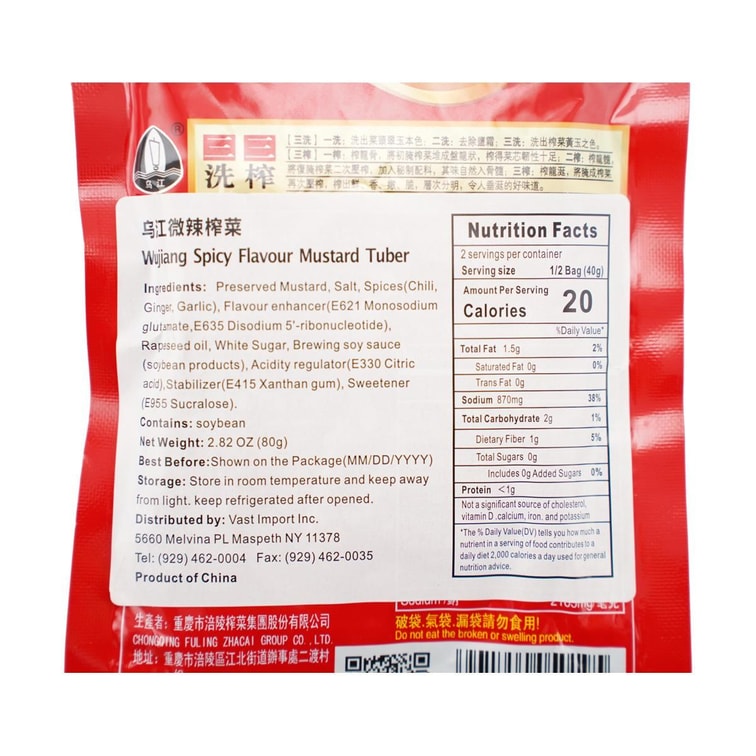 【三洗】一洗：洗出菜頭眼玉本色；二洗：去除鹽霜；三洗：洗出榨菜黃玉之色。
三洗
三榨
乌江
®
乌江微辣榨菜
Wujiang Spicy Flavour Mustard Tuber
Ingredients: Preserved Mustard, Salt, Spices(Chili,
Ginger, Garlic), Flavour enhancer(E621 Monosodium
glutamate,E635 Disodium 5'-ribonucleotide),
Rapeseed oil, White Sugar, Brewing soy sauce
(soybean products), Acidity regulator(E330 Citric
acid),Stabilizer(E415 Xanthan gum), Sweetener
(E955 Sucralose).
Contains: soybean
Net Weight: 2.82 OZ (80g)
Best Before:Shown on the Package(MM/DD/YYYY)
Storage: Store in room temperature and keep away
from light. keep refrigerated after opened.
Distributed by: Vast Import Inc.
5660 Melvina PL Maspeth NY 11378
Tel: (929) 462-0004 Fax: (929) 462-0035
Product of China
Nutrition Facts
2 servings per container
Serving size 1/2 Bag (40g)
Amount Per Serving
Calories 20
%Daily Value*
Total Fat 1.5g 2%
Saturated Fat 0g 0%
Trans Fat 0g
Sodium 870mg 38%
Total Carbohydrate 2g 1%
Dietary Fiber 1g 5%
Total Sugars 0g
Includes 0g Added Sugars 0%
Protein <1g
Not a significant source of cholesterol,
vitamin D ,calcium, iron, and potassium
*The % Daily Value(DV) tells you how much a
nutrient in a serving of food contributes to a
daily diet 2,000 calories a day used for general
nutrition advice.
生產者：重慶市涪陵榨菜集團股份有限公司
CHONGQING FULING ZHACAI GROUP CO., LTD.
地址：重慶市涪陵區江北街道辦事處二渡村
破袋.氣袋.漏袋請勿食用!
Do not eat the broken or swelling product.